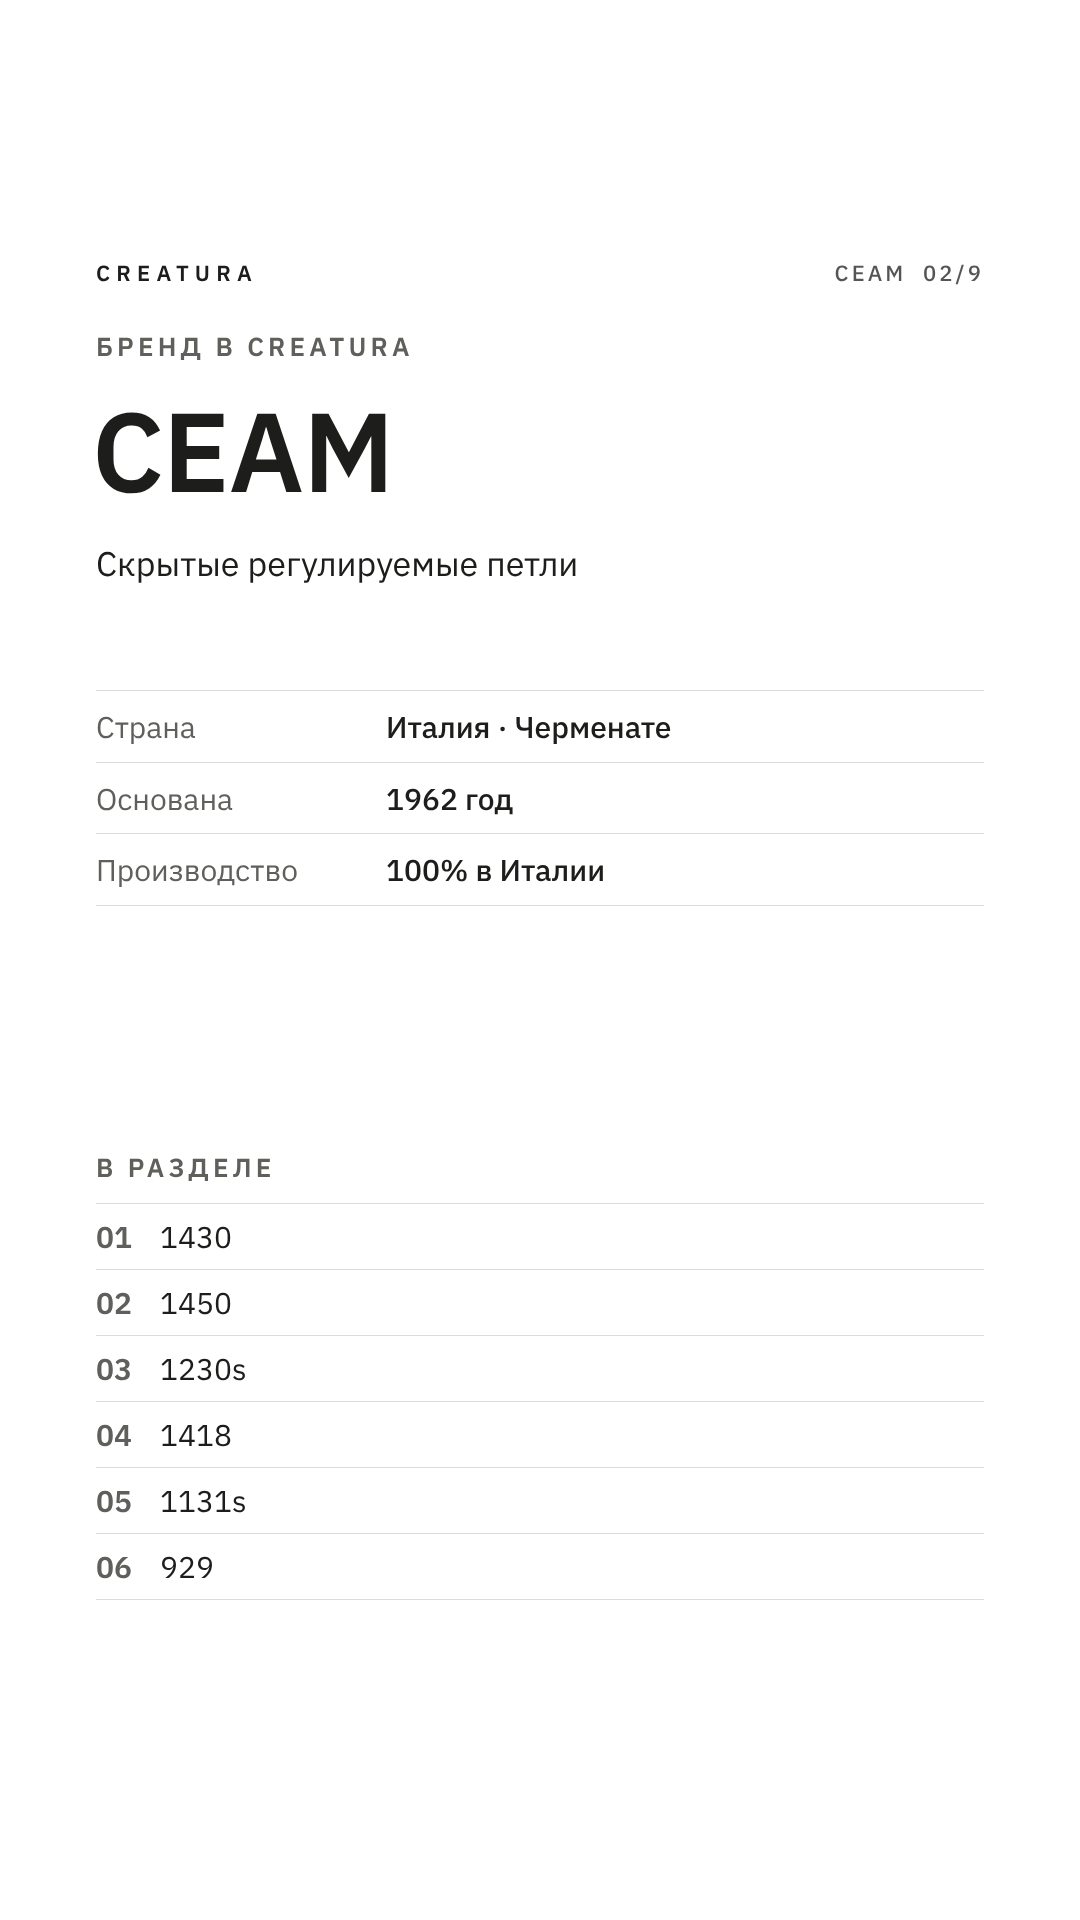 CREATURA CEAM 02/9
БРЕНД В CREATURA
CEAM
Скрытые регулируемые петли
Страна Италия · Черменате
Основана 1962 год
Производство 100% в Италии
В РАЗДЕЛЕ
01 1430
02 1450
03 1230s
04 1418
05 1131s
06 929